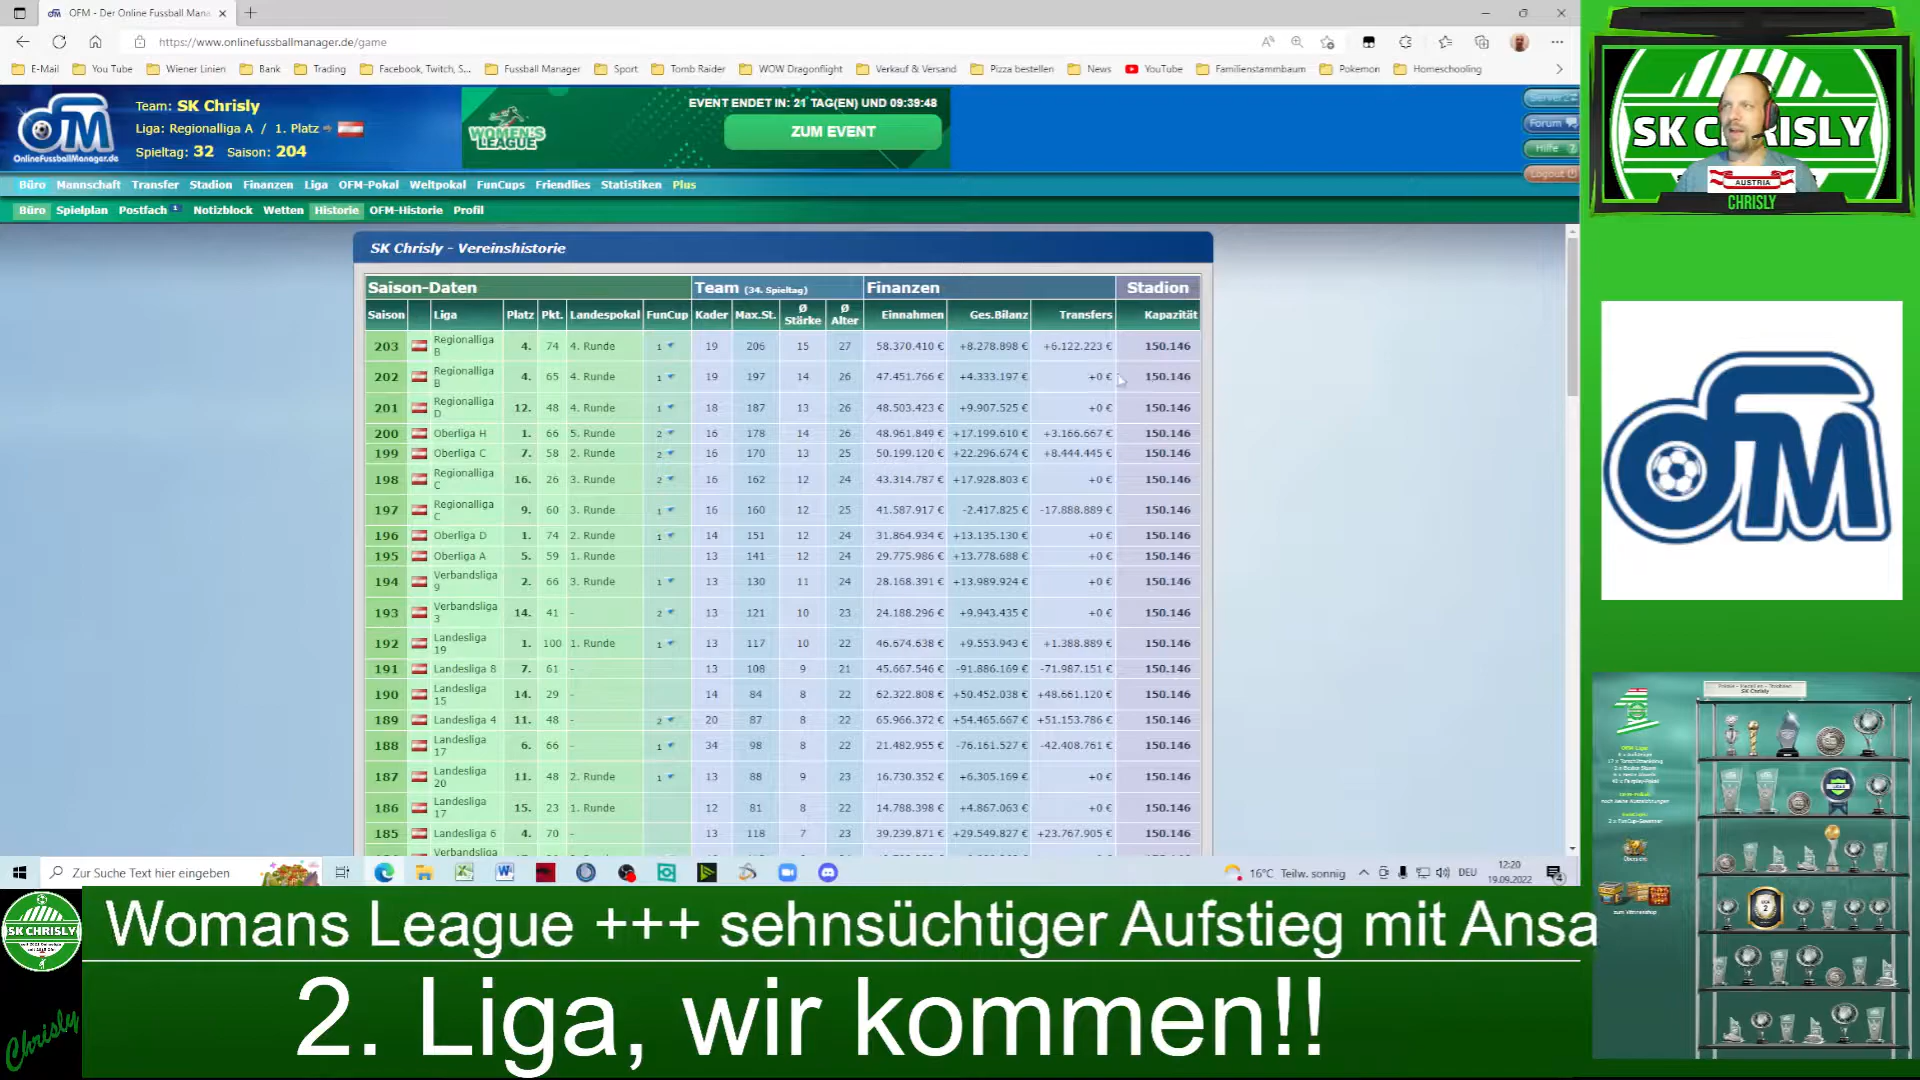 OFM - Der Online Fussball Mana
https://www.onlinefussballmanager.de/game
E-Mail You Tube Wiener Linien Bank Trading Facebook, Twitch, S... Fussball Manager Sport Tomb Raider WOW Dragonflight Verkauf & Versand Pizza bestellen News YouTube Familienstammbaum Pokemon Homeschooling
OFM
OnlineFussballManager.de
Team: SK Chrisly
Liga: Regionalliga A / 1. Platz
Spieltag: 32 Saison: 204
WOMEN'S LEAGUE
EVENT ENDET IN: 21 TAG(EN) UND 09:39:48
ZUM EVENT
Forum
Hilfe ?
Logout
Büro Mannschaft Transfer Stadion Finanzen Liga OFM-Pokal Weltpokal FunCups Friendlies Statistiken Plus
Büro Spielplan Postfach 1 Notizblock Wetten Historie OFM-Historie Profil
SK Chrisly - Vereinshistorie
Saison-Daten Team (34. Spieltag) Finanzen Stadion
Saison Liga Platz Pkt. Landespokal FunCup Kader Max.St. Ø Stärke Ø Alter Einnahmen Ges.Bilanz Transfers Kapazität
203 Regionalliga B 4. 74 4. Runde 1 19 206 15 27 58.370.410 € +8.278.898 € +6.122.223 € 150.146
202 Regionalliga B 4. 65 4. Runde 1 19 197 14 26 47.451.766 € +4.333.197 € +0 € 150.146
201 Regionalliga D 12. 48 4. Runde 1 18 187 13 26 48.503.423 € +9.907.525 € +0 € 150.146
200 Oberliga H 1. 66 5. Runde 2 16 178 14 26 48.961.849 € +17.199.610 € +3.166.667 € 150.146
199 Oberliga C 7. 58 2. Runde 2 16 170 13 25 50.199.120 € +22.296.674 € +8.444.445 € 150.146
198 Regionalliga C 16. 26 3. Runde 2 16 162 12 24 43.314.787 € +17.928.803 € +0 € 150.146
197 Regionalliga C 9. 60 3. Runde 1 16 160 12 25 41.587.917 € -2.417.825 € -17.888.889 € 150.146
196 Oberliga D 1. 74 2. Runde 1 14 151 12 24 31.864.934 € +13.135.130 € +0 € 150.146
195 Oberliga A 5. 59 1. Runde 13 141 12 24 29.775.986 € +13.778.688 € +0 € 150.146
194 Verbandsliga 9 2. 66 3. Runde 1 13 130 11 24 28.168.391 € +13.989.924 € +0 € 150.146
193 Verbandsliga 3 14. 41 - 2 13 121 10 23 24.188.296 € +9.943.435 € +0 € 150.146
192 Landesliga 19 1. 100 1. Runde 1 13 117 10 22 46.674.638 € +9.553.943 € +1.388.889 € 150.146
191 Landesliga 8 7. 61 - 13 108 9 21 45.667.546 € -91.886.169 € -71.987.151 € 150.146
190 Landesliga 15 14. 29 - 14 84 8 22 62.322.808 € +50.452.038 € +48.661.120 € 150.146
189 Landesliga 4 11. 48 - 2 20 87 8 22 65.966.372 € +54.465.667 € +51.153.786 € 150.146
188 Landesliga 17 6. 66 - 1 34 98 8 22 21.482.955 € -76.161.527 € -42.408.761 € 150.146
187 Landesliga 20 11. 48 2. Runde 1 13 88 9 23 16.730.352 € +6.305.169 € +0 € 150.146
186 Landesliga 17 15. 23 1. Runde 12 81 8 22 14.788.398 € +4.867.063 € +0 € 150.146
185 Landesliga 6 4. 70 - 13 118 7 23 39.239.871 € +29.549.827 € +23.767.905 € 150.146
Verbandsliga
Zur Suche Text hier eingeben
16°C Teilw. sonnig
DEU
12:20
19.09.2022
4
SK CHRISLY
AUSTRIA
CHRISLY
OFM
SK Chrisly
SK CHRISLY
Chrisly
Womans League +++ sehnsüchtiger Aufstieg mit Ansa
2. Liga, wir kommen!!